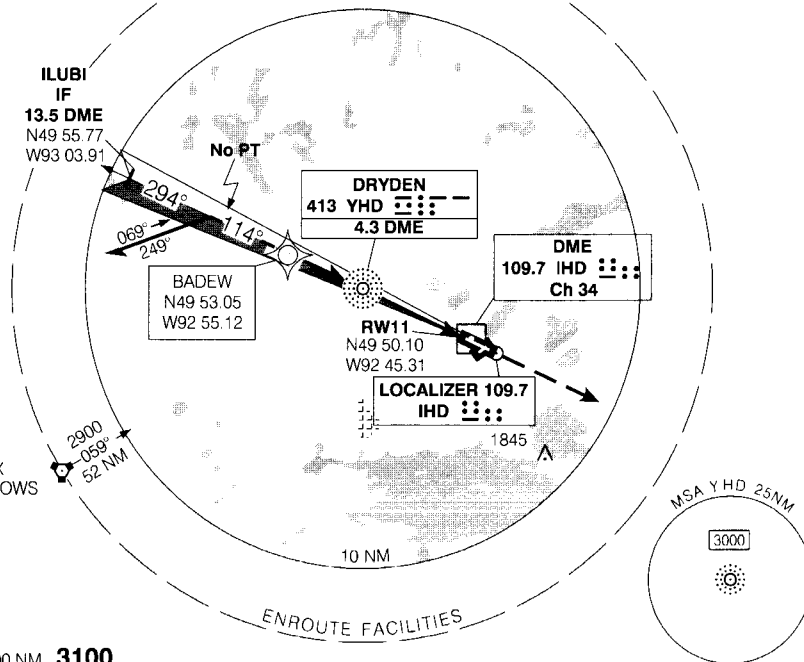 ILUBI
IF
13.5 DME
N49 55.77
W93 03.91
No PT
294°
114°
069°
249°
DRYDEN
413 YHD
4.3 DME
BADEW
N49 53.05
W92 55.12
DME
109.7 IHD
Ch 34
RW11
N49 50.10
W92 45.31
LOCALIZER 109.7
IHD
1845
2900
059°
52 NM
OWS
10 NM
ENROUTE FACILITIES
MSA YHD 25NM
3000
00 NM 3100